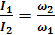 I₁/I₂ = ω₂/ω₁